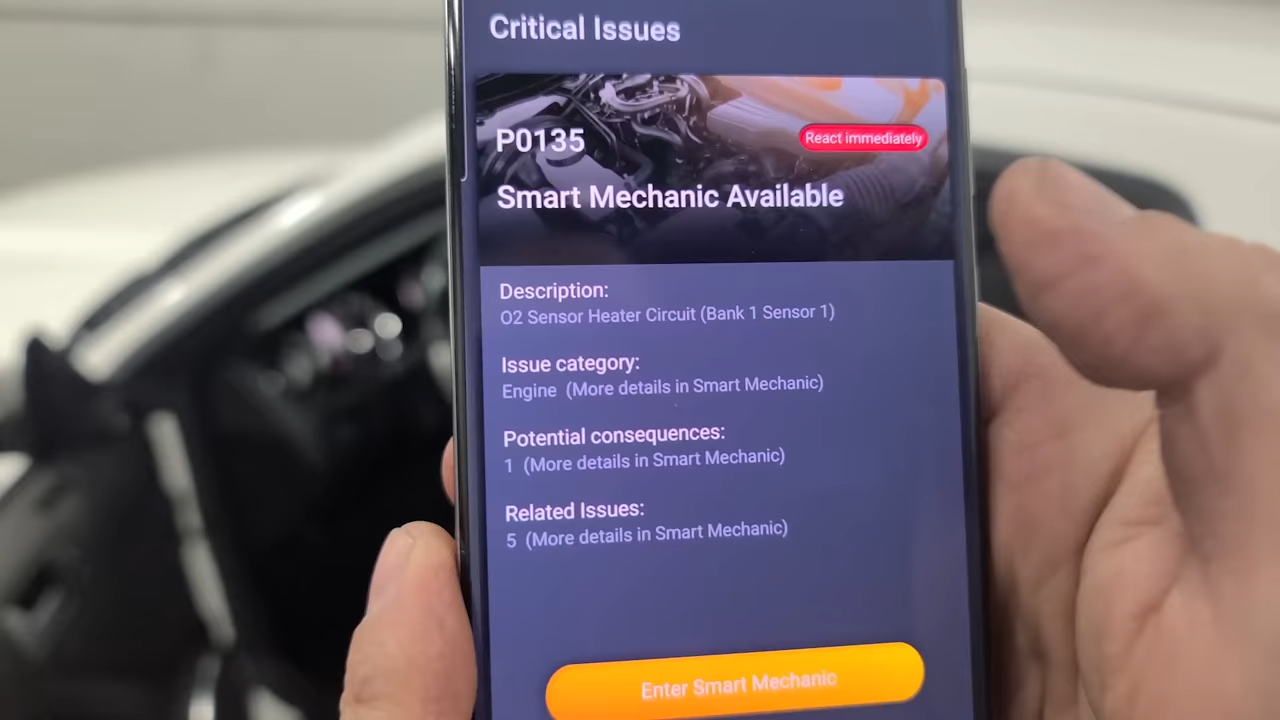 Critical Issues
P0135
React immediately
Smart Mechanic Available
Description:
O2 Sensor Heater Circuit (Bank 1 Sensor 1)
Issue category:
Engine (More details in Smart Mechanic)
Potential consequences:
1 (More details in Smart Mechanic)
Related Issues:
5 (More details in Smart Mechanic)
Enter Smart Mechanic